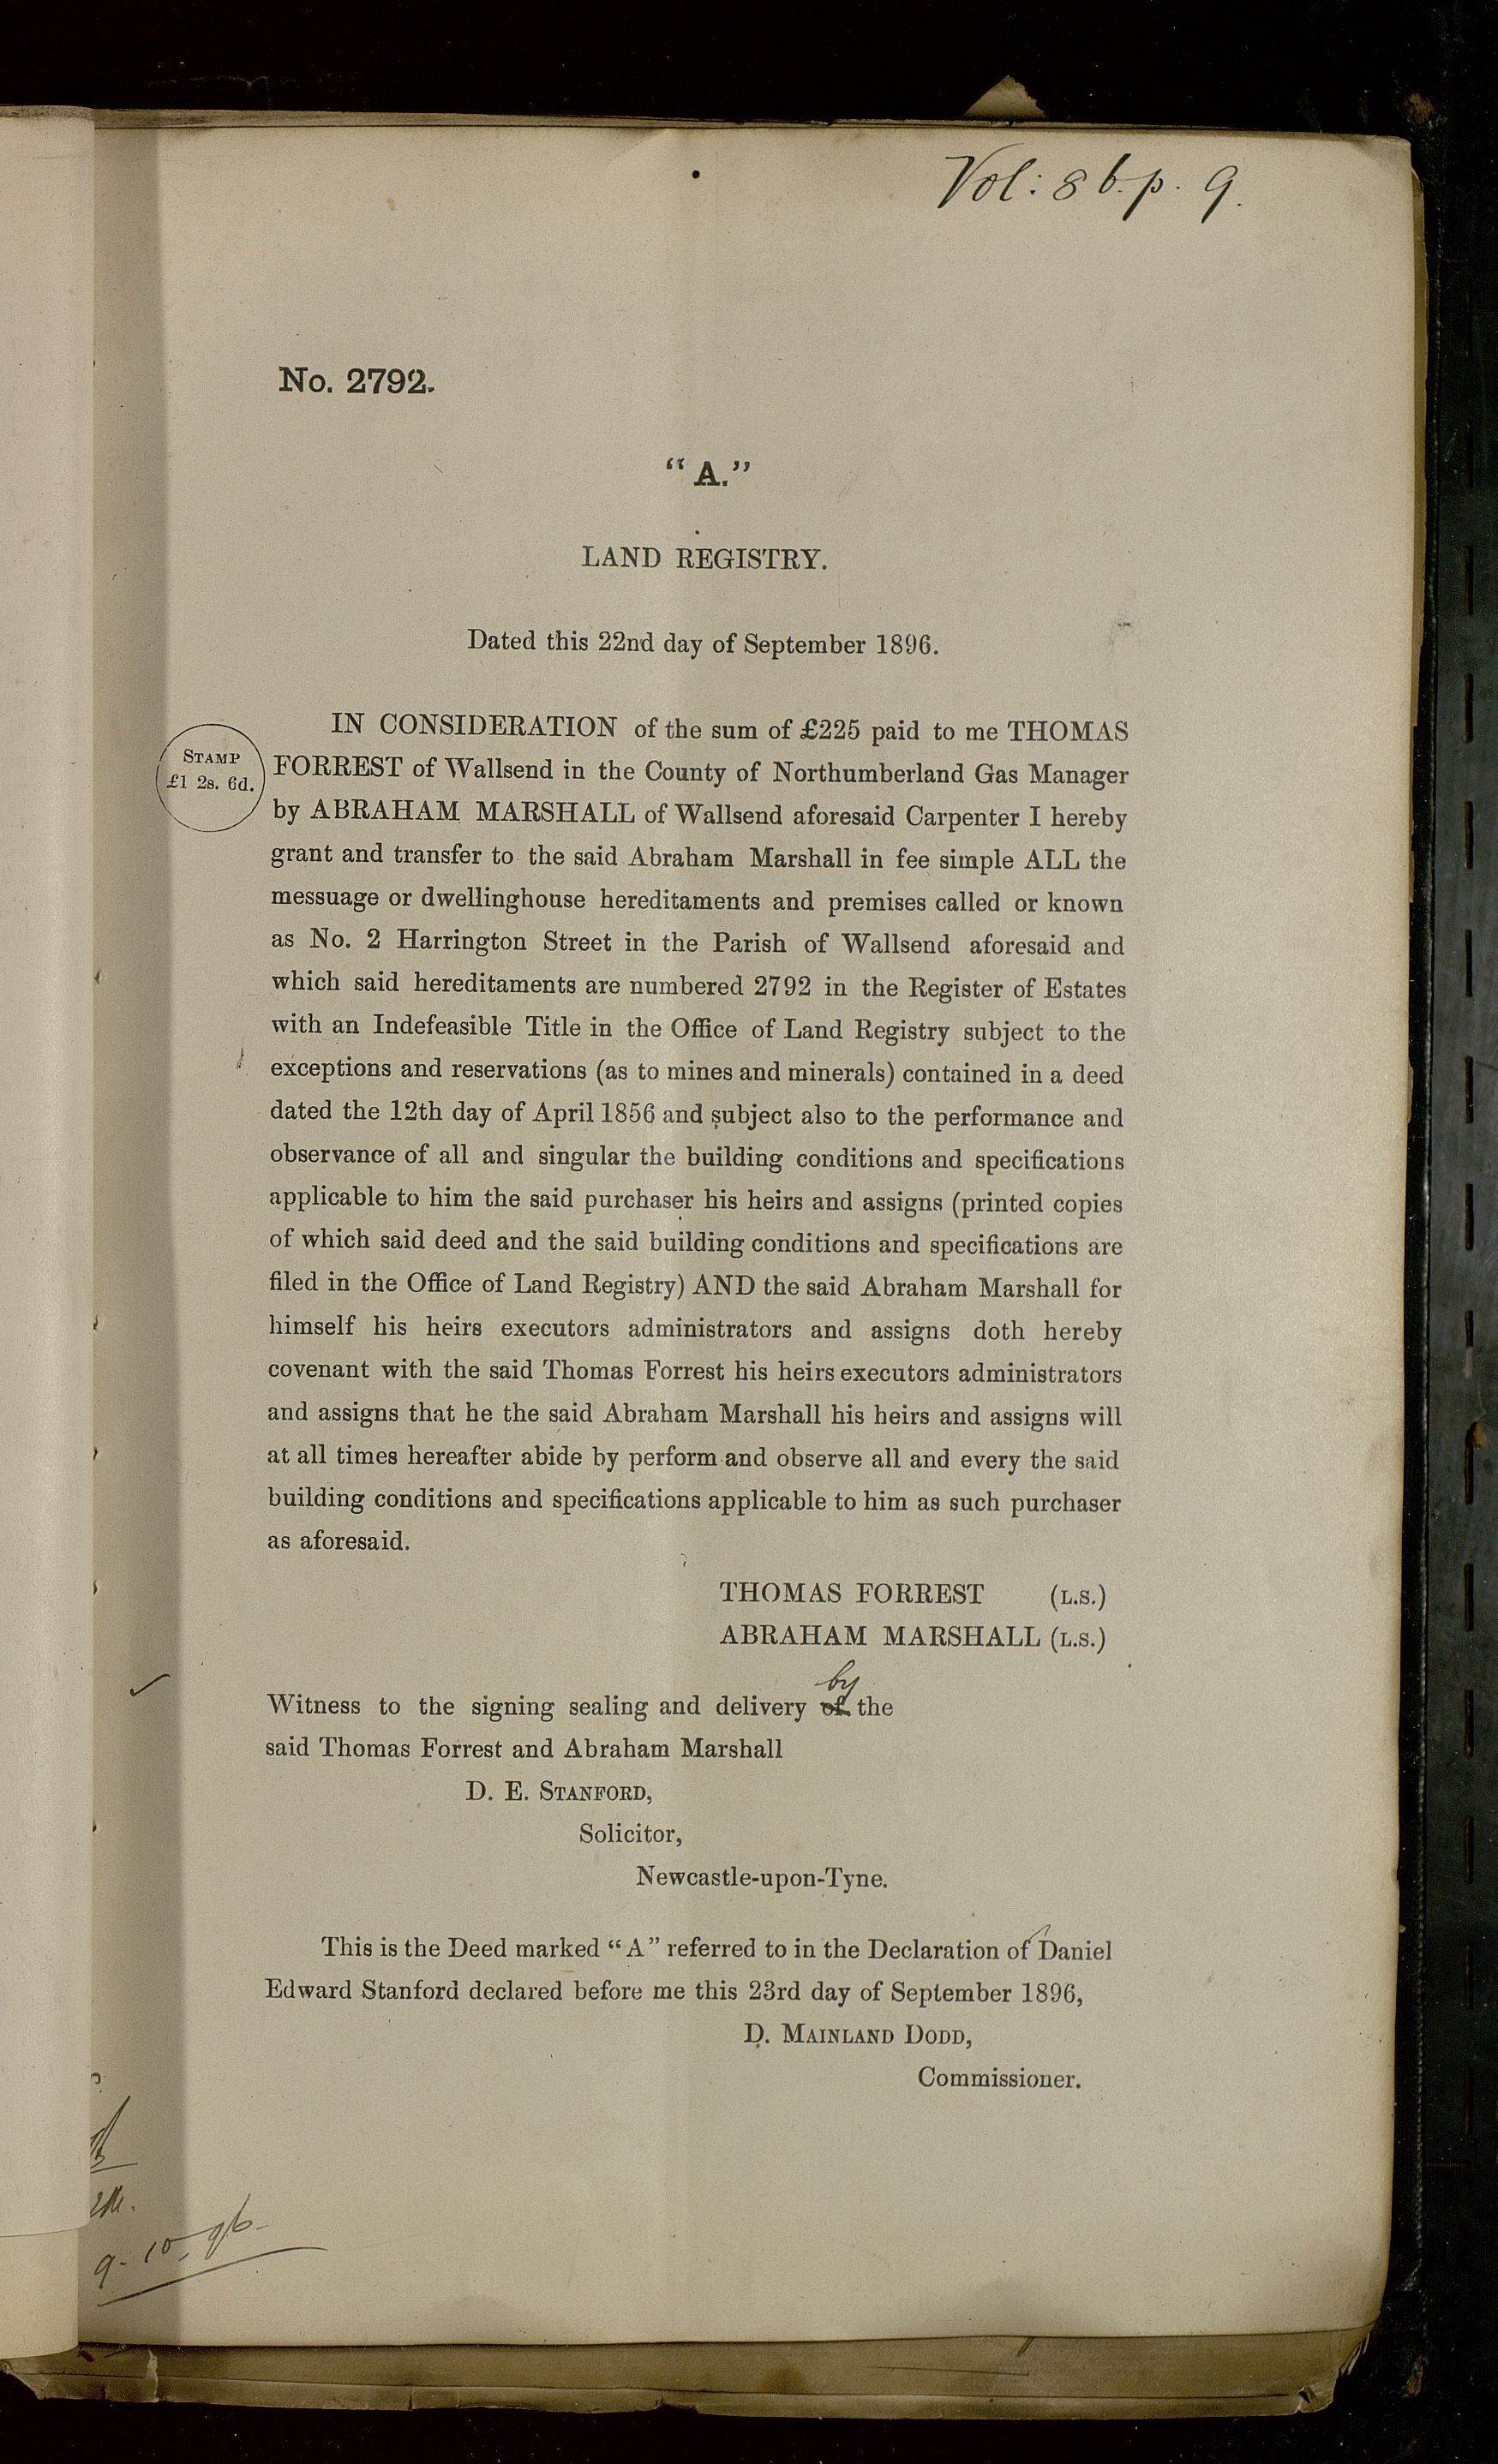 Vol: 8 b. p. 9.
No. 2792.
“A.”
LAND REGISTRY.
Dated this 22nd day of September 1896.
STAMP
£1 2s. 6d.
IN CONSIDERATION of the sum of £225 paid to me THOMAS
FORREST of Wallsend in the County of Northumberland Gas Manager
by ABRAHAM MARSHALL of Wallsend aforesaid Carpenter I hereby
grant and transfer to the said Abraham Marshall in fee simple ALL the
messuage or dwellinghouse hereditaments and premises called or known
as No. 2 Harrington Street in the Parish of Wallsend aforesaid and
which said hereditaments are numbered 2792 in the Register of Estates
with an Indefeasible Title in the Office of Land Registry subject to the
exceptions and reservations (as to mines and minerals) contained in a deed
dated the 12th day of April 1856 and subject also to the performance and
observance of all and singular the building conditions and specifications
applicable to him the said purchaser his heirs and assigns (printed copies
of which said deed and the said building conditions and specifications are
filed in the Office of Land Registry) AND the said Abraham Marshall for
himself his heirs executors administrators and assigns doth hereby
covenant with the said Thomas Forrest his heirs executors administrators
and assigns that he the said Abraham Marshall his heirs and assigns will
at all times hereafter abide by perform and observe all and every the said
building conditions and specifications applicable to him as such purchaser
as aforesaid.
THOMAS FORREST (L.S.)
ABRAHAM MARSHALL (L.S.)
by
Witness to the signing sealing and delivery of the
said Thomas Forrest and Abraham Marshall
D. E. STANFORD,
Solicitor,
Newcastle-upon-Tyne.
This is the Deed marked “A” referred to in the Declaration of Daniel
Edward Stanford declared before me this 23rd day of September 1896,
D. MAINLAND DODD,
Commissioner.
9-10-96